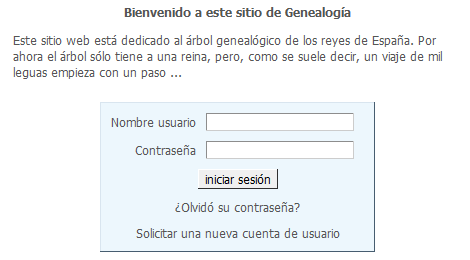 Bienvenido a este sitio de Genealogía
Este sitio web está dedicado al árbol genealógico de los reyes de España. Por
ahora el árbol sólo tiene a una reina, pero, como se suele decir, un viaje de mil
leguas empieza con un paso ...
Nombre usuario
Contraseña
iniciar sesión
¿Olvidó su contraseña?
Solicitar una nueva cuenta de usuario